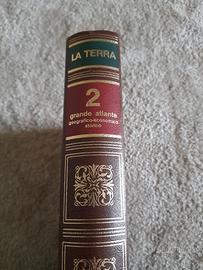 LA TERRA
2
grande atlante
geografico-economico
storico